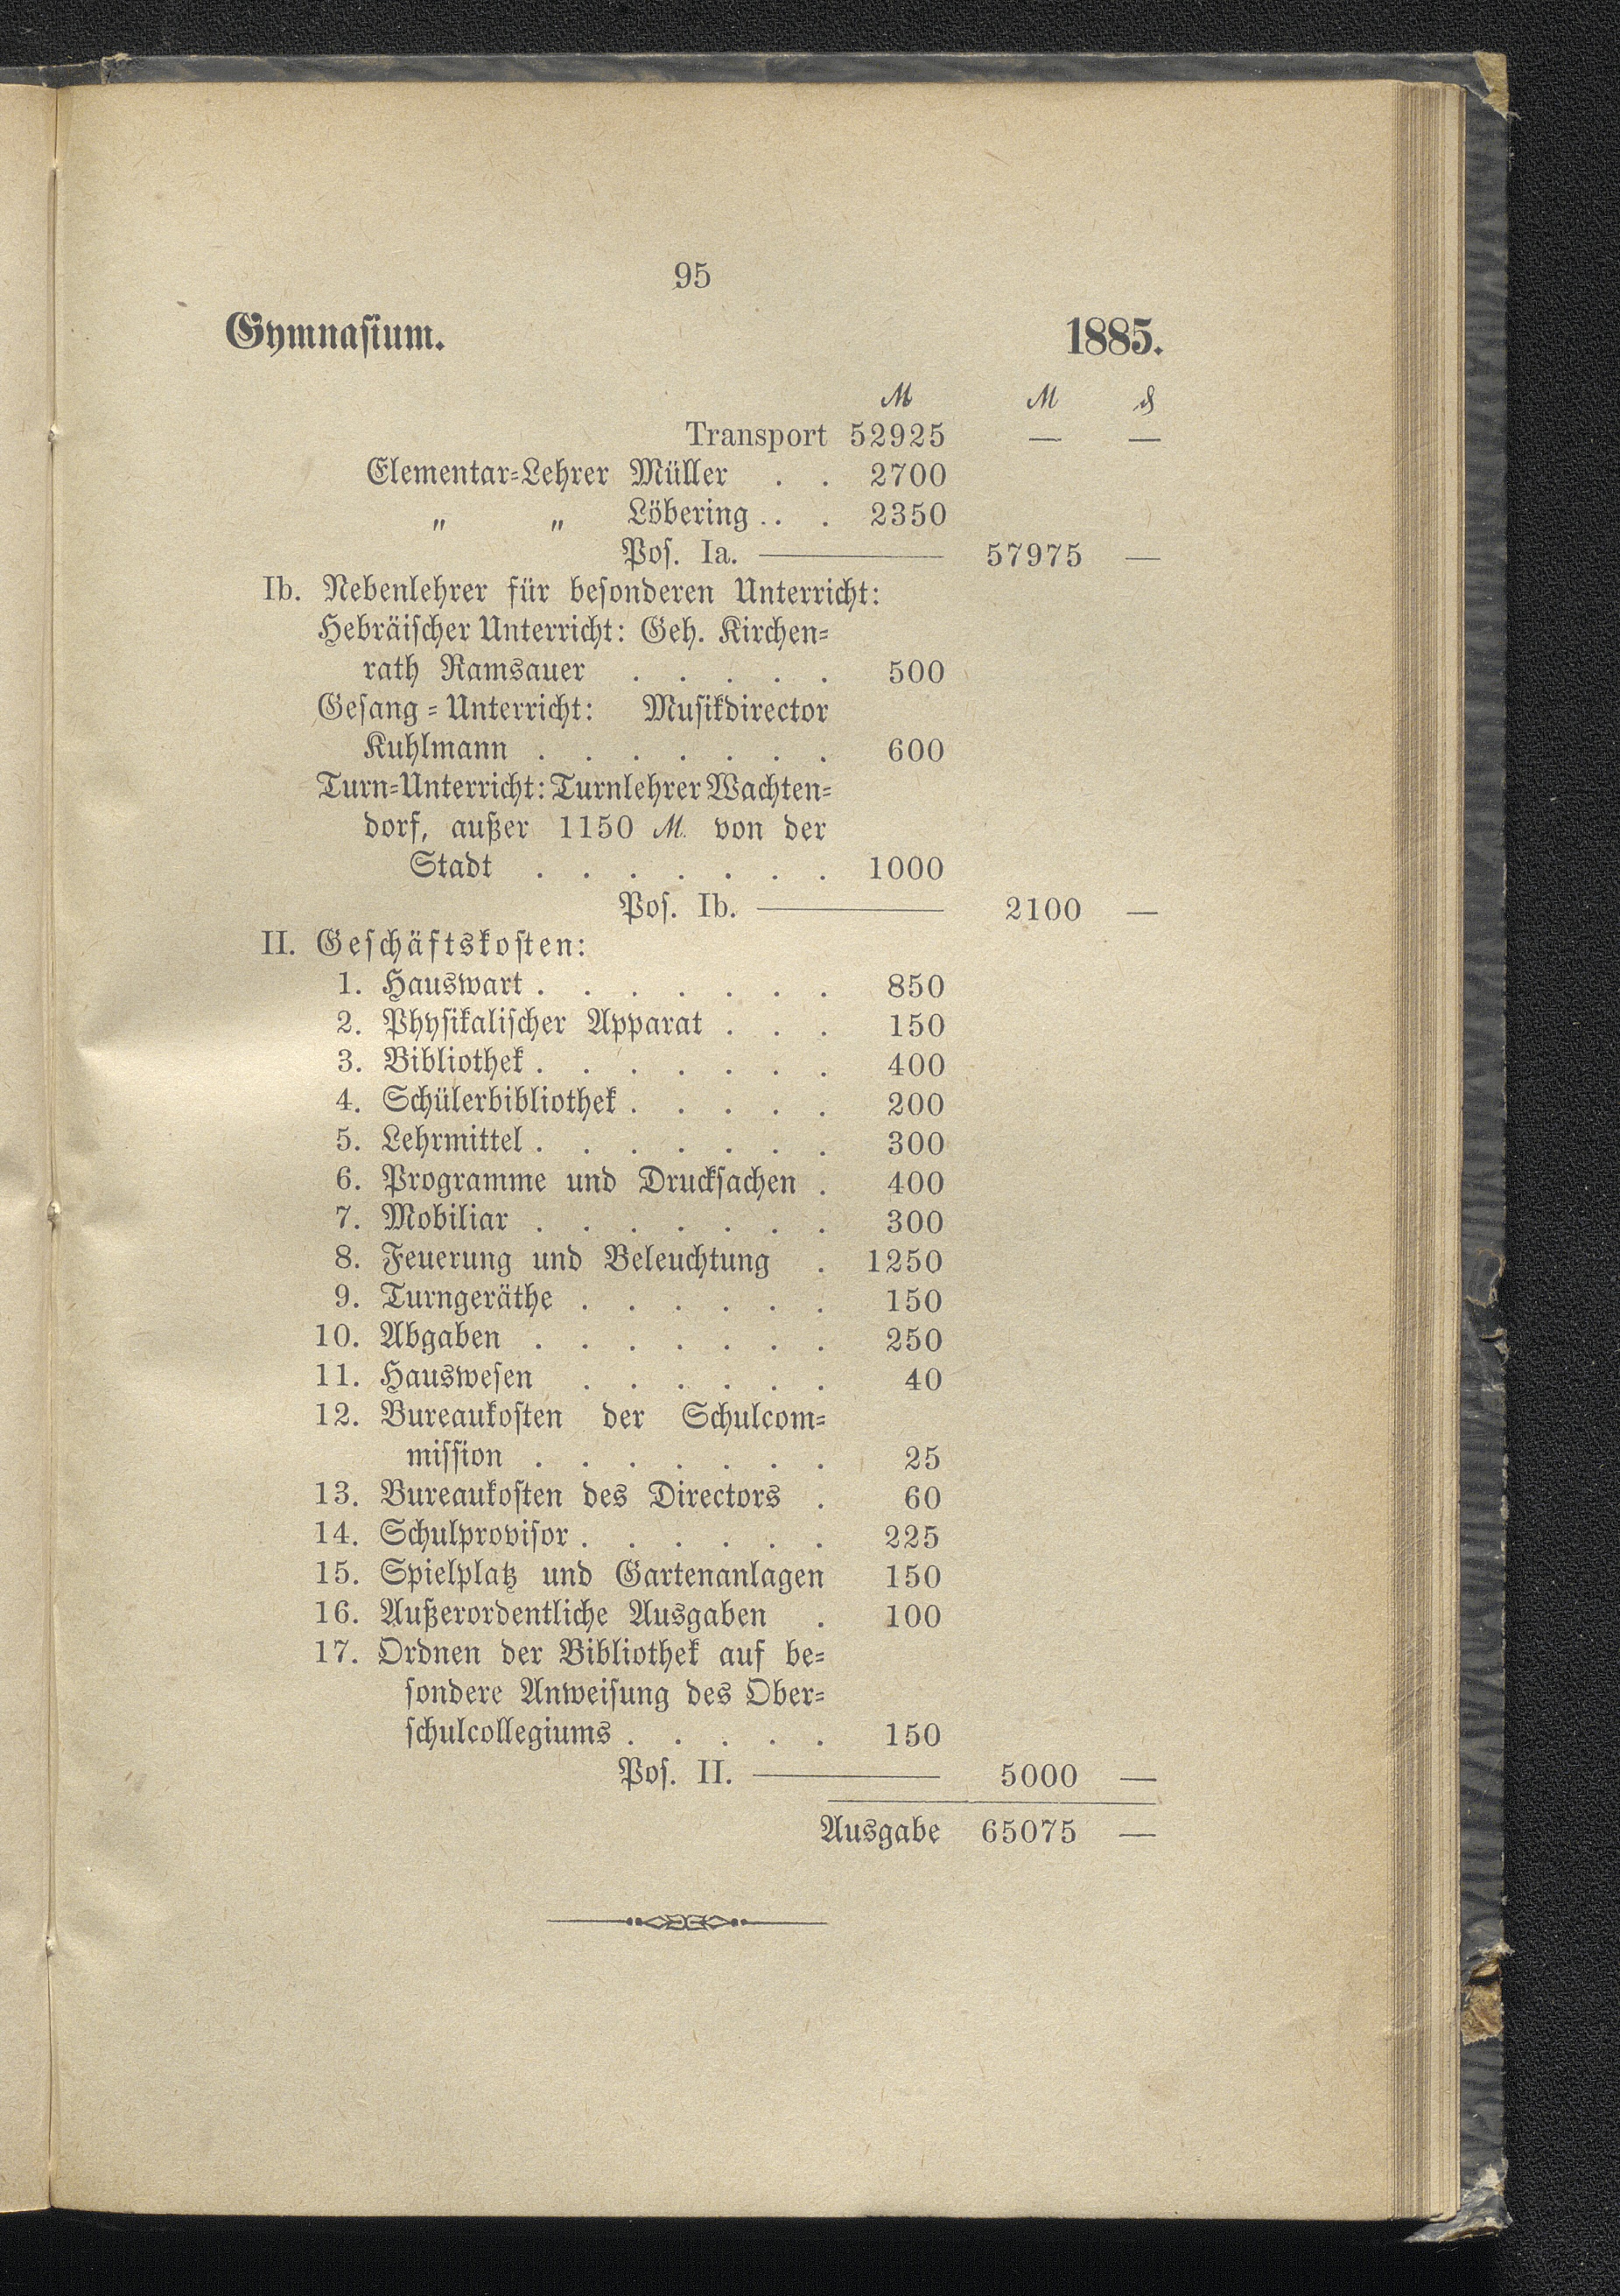 95
Gymnasium. 1885.
ℳ ℳ ₰
Transport 52925 — —
Elementar-Lehrer Müller . . 2700
" " Löbering . . . 2350
Pos. Ia. ——— 57975 —
Ib. Nebenlehrer für besonderen Unterricht:
Hebräischer Unterricht: Geh. Kirchen-
rath Ramsauer . . . . . 500
Gesang-Unterricht: Musikdirector
Kuhlmann . . . . . . . 600
Turn-Unterricht: Turnlehrer Wachten-
dorf, außer 1150 ℳ. von der
Stadt . . . . . . . 1000
Pos. Ib. ——— 2100 —
II. Geschäftskosten:
1. Hauswart . . . . . . . 850
2. Physikalischer Apparat . . . 150
3. Bibliothek . . . . . . . 400
4. Schülerbibliothek . . . . . 200
5. Lehrmittel . . . . . . . 300
6. Programme und Drucksachen . 400
7. Mobiliar . . . . . . . 300
8. Feuerung und Beleuchtung . 1250
9. Turngeräthe . . . . . . 150
10. Abgaben . . . . . . . 250
11. Hauswesen . . . . . . 40
12. Bureaukosten der Schulcom-
mission . . . . . . . 25
13. Bureaukosten des Directors . 60
14. Schulprovisor . . . . . . 225
15. Spielplatz und Gartenanlagen 150
16. Außerordentliche Ausgaben . 100
17. Ordnen der Bibliothek auf be-
sondere Anweisung des Ober-
schulcollegiums . . . . . 150
Pos. II. ——— 5000 —
Ausgabe 65075 —